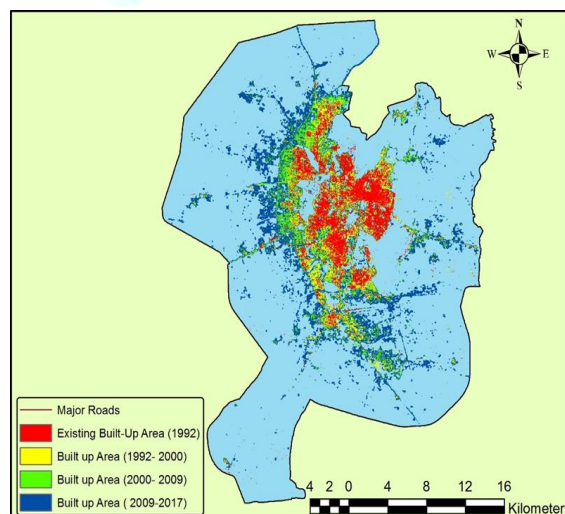 N
W E
S
Major Roads
Existing Built-Up Area (1992)
Built up Area (1992- 2000)
Built up Area (2000- 2009)
Built up Area ( 2009-2017)
4 2 0 4 8 12 16
Kilometer